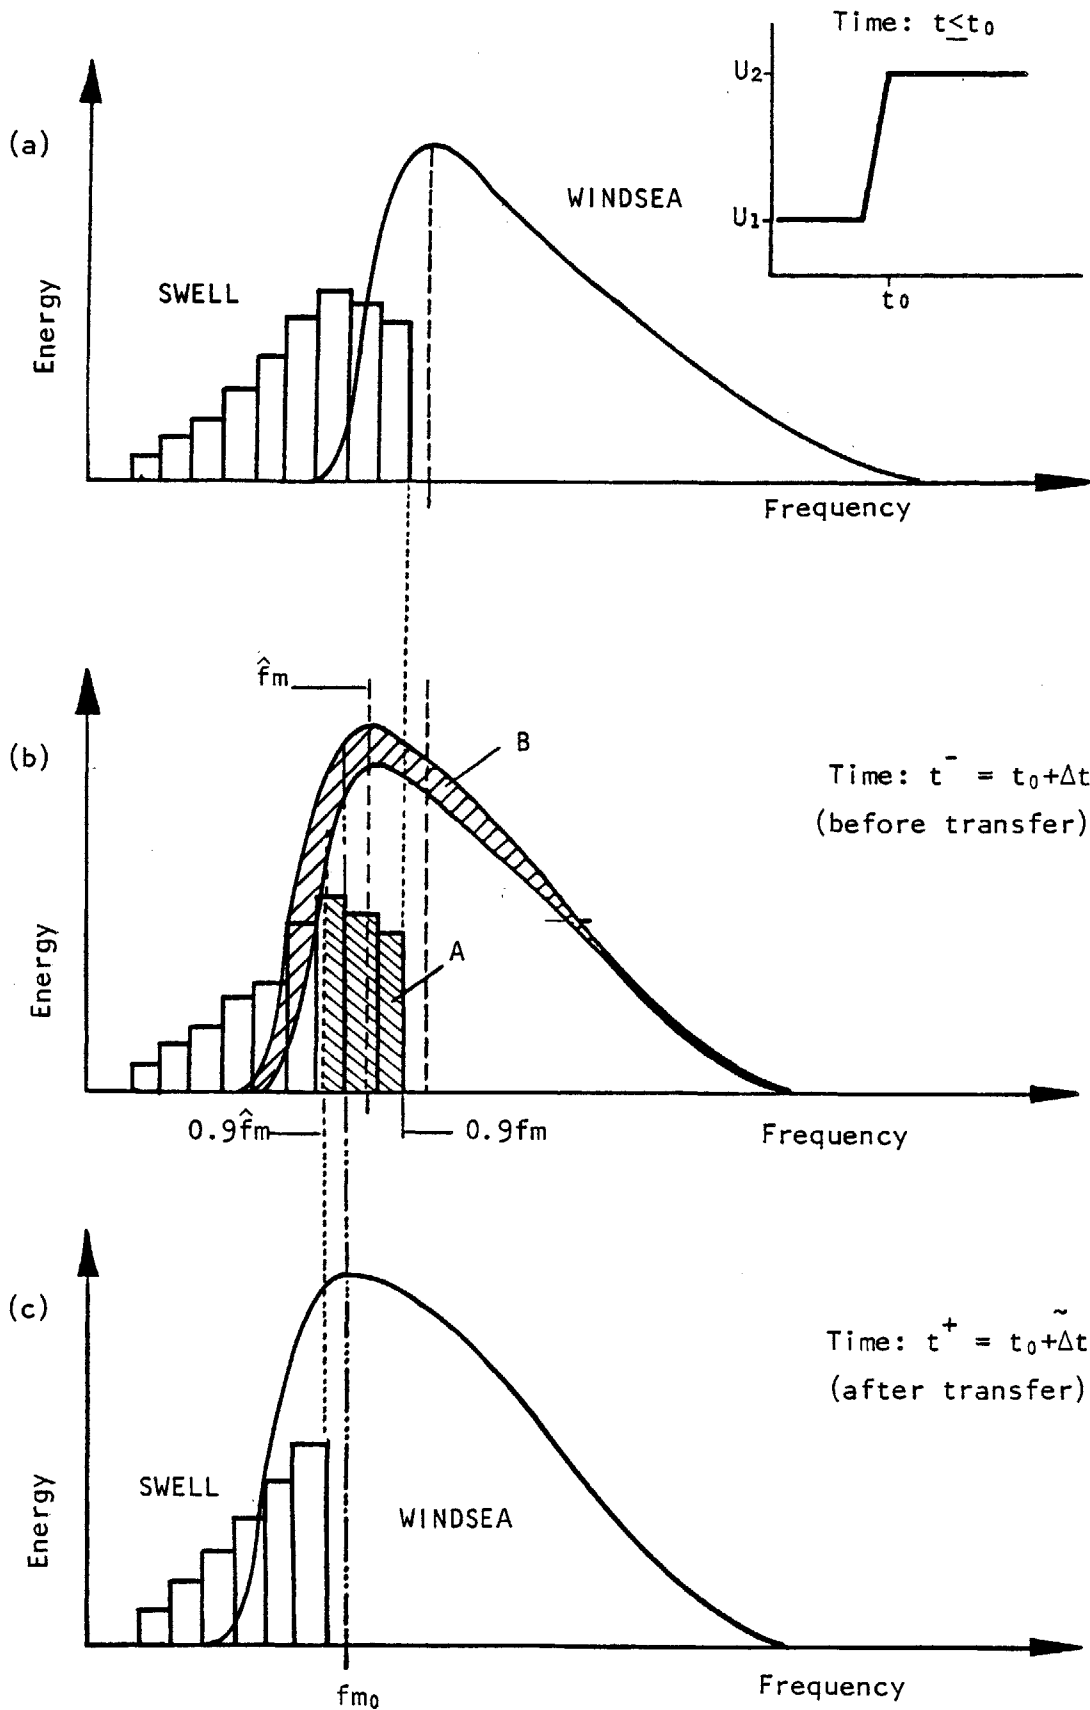 Time: t≤t₀
U₂
U₁
t₀
(a)
WINDSEA
SWELL
Energy
Frequency
f̂m
(b)
B
Time: t⁻ = t₀+Δt
(before transfer)
A
Energy
0.9f̂m
0.9fm
Frequency
(c)
Time: t⁺ = t₀+Δ̃t
(after transfer)
SWELL
WINDSEA
Energy
Frequency
fm₀